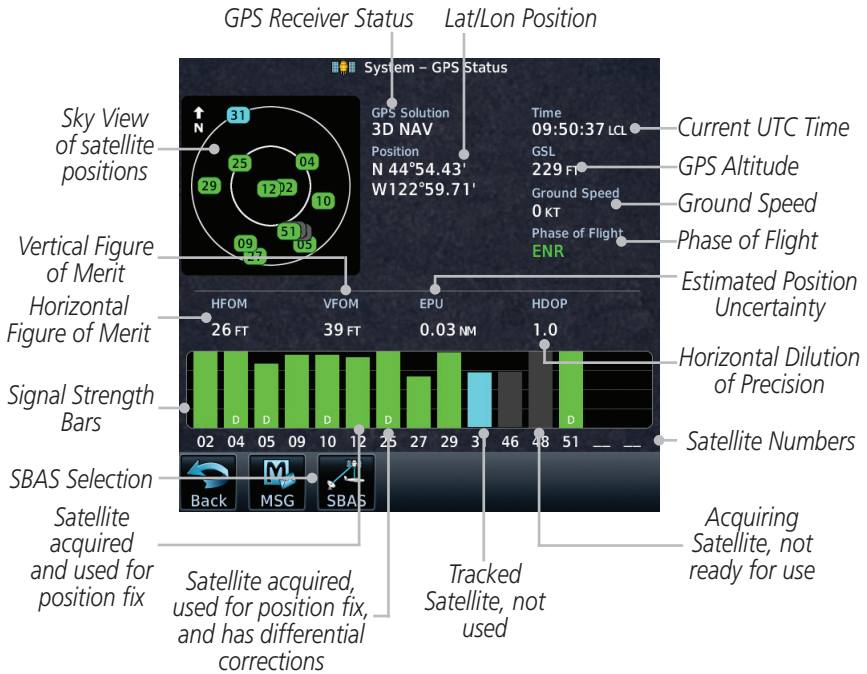 GPS Receiver Status
Lat/Lon Position
System – GPS Status
Sky View
of satellite
positions
N
31
25
04
29
12
02
10
51
09
05
27
GPS Solution
3D NAV
Position
N 44°54.43'
W122°59.71'
Time
09:50:37 LCL
GSL
229 FT
Ground Speed
0 KT
Phase of Flight
ENR
Current UTC Time
GPS Altitude
Ground Speed
Phase of Flight
Vertical Figure
of Merit
Horizontal
Figure of Merit
Estimated Position
Uncertainty
HFOM
VFOM
EPU
HDOP
26 FT
39 FT
0.03 NM
1.0
Horizontal Dilution
of Precision
Signal Strength
Bars
D D D D D
02 04 05 09 10 12 25 27 29 31 46 48 51 __ __
Satellite Numbers
SBAS Selection
Back
MSG
SBAS
Satellite
acquired
and used for
position fix
Satellite acquired,
used for position fix,
and has differential
corrections
Tracked
Satellite, not
used
Acquiring
Satellite, not
ready for use